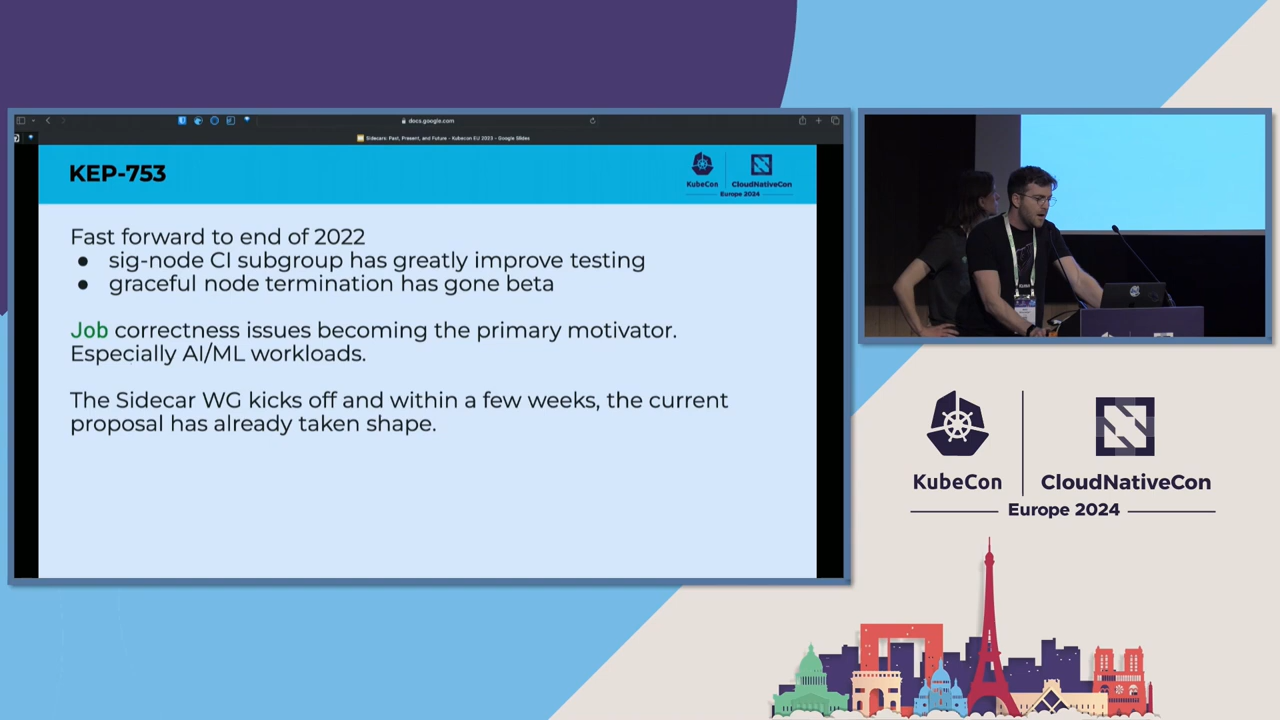 docs.google.com
Sidecars: Past, Present, and Future - Kubecon EU 2023 - Google Slides
KEP-753
KubeCon
CloudNativeCon
Europe 2024
Fast forward to end of 2022
● sig-node CI subgroup has greatly improve testing
● graceful node termination has gone beta
Job correctness issues becoming the primary motivator.
Especially AI/ML workloads.
The Sidecar WG kicks off and within a few weeks, the current
proposal has already taken shape.
KubeCon
CloudNativeCon
Europe 2024